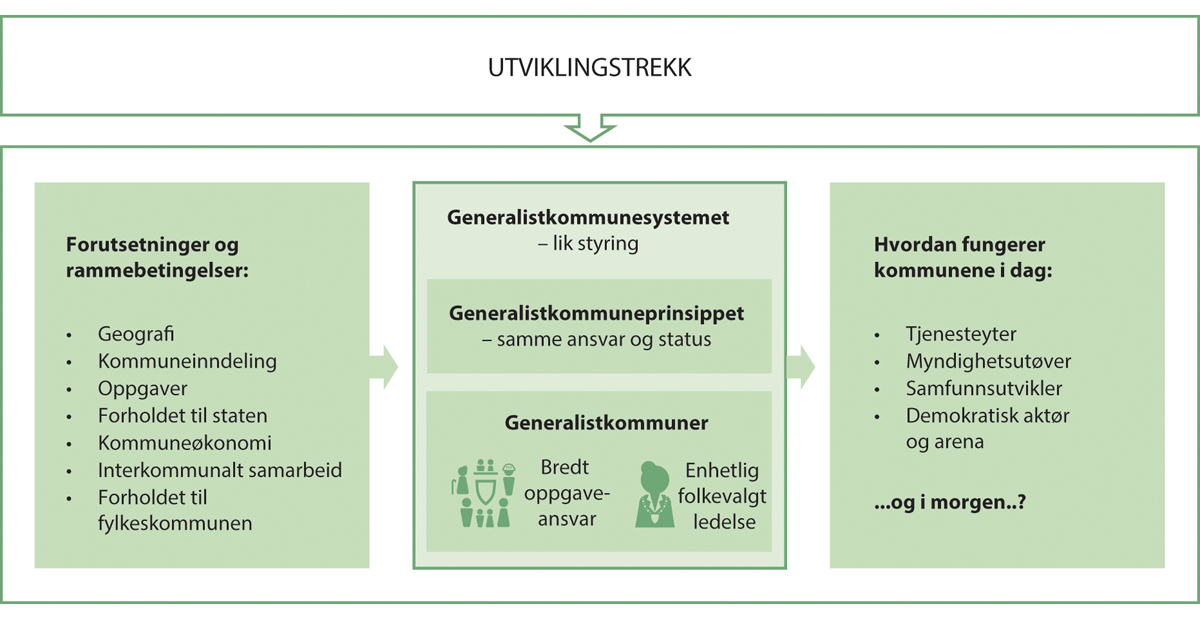 UTVIKLINGSTREKK
Forutsetninger og
rammebetingelser:
• Geografi
• Kommuneinndeling
• Oppgaver
• Forholdet til staten
• Kommuneøkonomi
• Interkommunalt samarbeid
• Forholdet til
fylkeskommunen
Generalistkommunesystemet
– lik styring
Generalistkommuneprinsippet
– samme ansvar og status
Generalistkommuner
Bredt
oppgave-
ansvar
Enhetlig
folkevalgt
ledelse
Hvordan fungerer
kommunene i dag:
• Tjenesteyter
• Myndighetsutøver
• Samfunnsutvikler
• Demokratisk aktør
og arena
...og i morgen..?